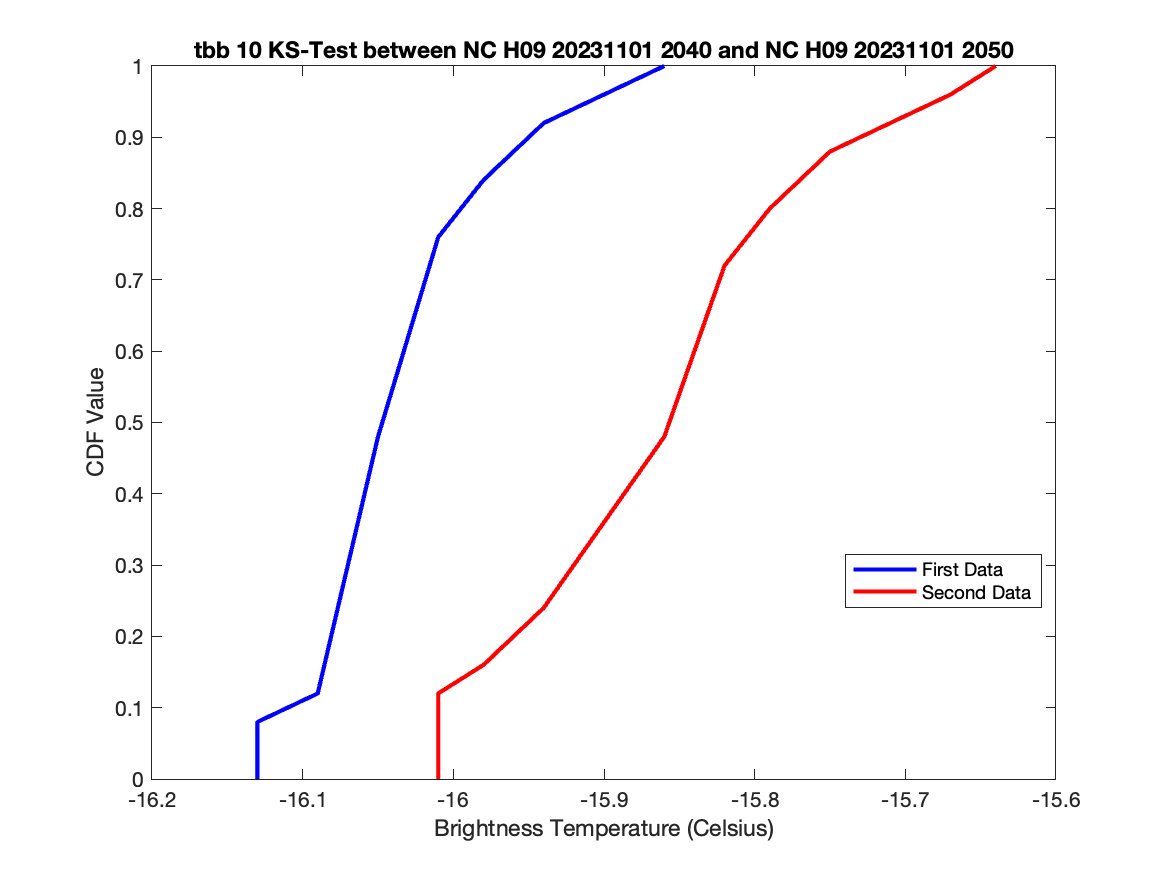 tbb 10 KS-Test between NC H09 20231101 2040 and NC H09 20231101 2050
1
0.9
0.8
0.7
0.6
0.5
0.4
0.3
0.2
0.1
0
CDF Value
First Data
Second Data
-16.2 -16.1 -16 -15.9 -15.8 -15.7 -15.6
Brightness Temperature (Celsius)